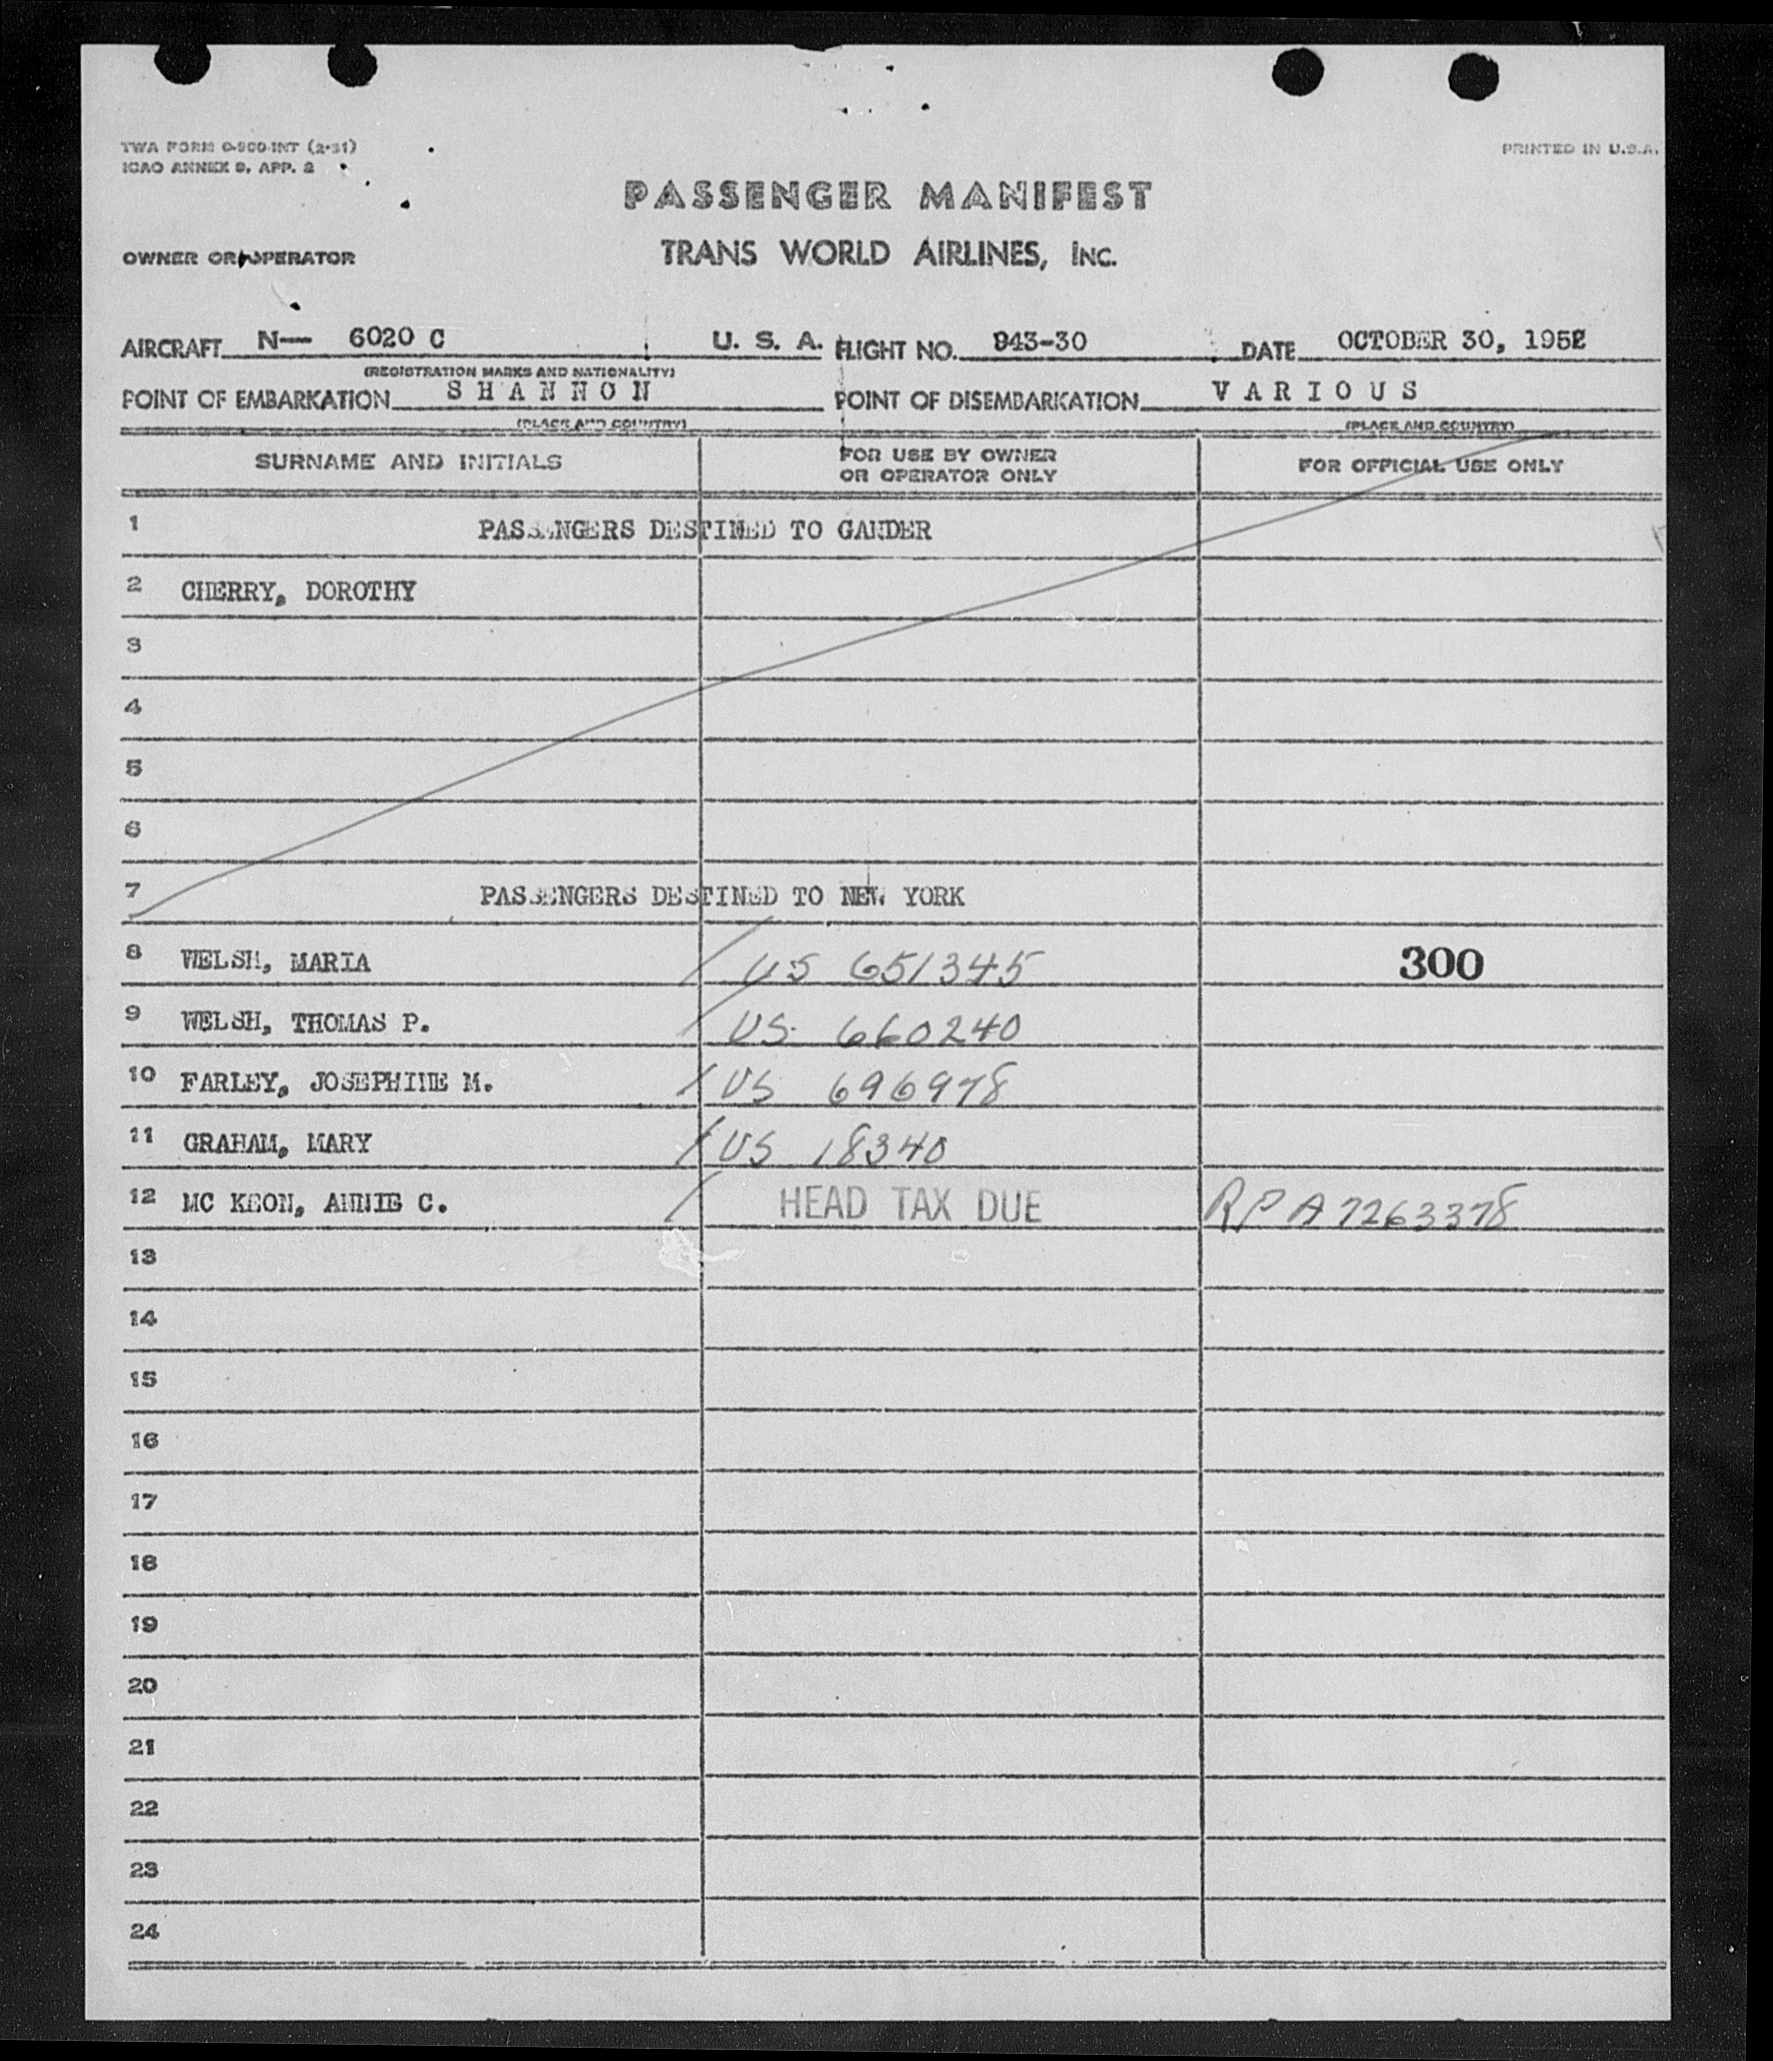 TWA FORM O-900-INT (2-51)
ICAO ANNEX 9, APP. 2
PRINTED IN U.S.A.
PASSENGER MANIFEST
OWNER OR OPERATOR
TRANS WORLD AIRLINES, INC.
AIRCRAFT N— 6020 C U. S. A. FLIGHT NO. 943-30 DATE OCTOBER 30, 1952
(REGISTRATION MARKS AND NATIONALITY)
POINT OF EMBARKATION SHANNON POINT OF DISEMBARKATION VARIOUS
(PLACE AND COUNTRY) (PLACE AND COUNTRY)
SURNAME AND INITIALS FOR USE BY OWNER OR OPERATOR ONLY FOR OFFICIAL USE ONLY
1 PASSENGERS DESTINED TO GANDER
2 CHERRY, DOROTHY
3
4
5
6
7 PASSENGERS DESTINED TO NEW YORK
8 WELSH, MARIA / US 651345 300
9 WELSH, THOMAS P. / US 660240
10 FARLEY, JOSEPHINE M. / US 696978
11 GRAHAM, MARY / US 18340
12 MC KEON, ANNIE C. / HEAD TAX DUE RP A7263378
13
14
15
16
17
18
19
20
21
22
23
24